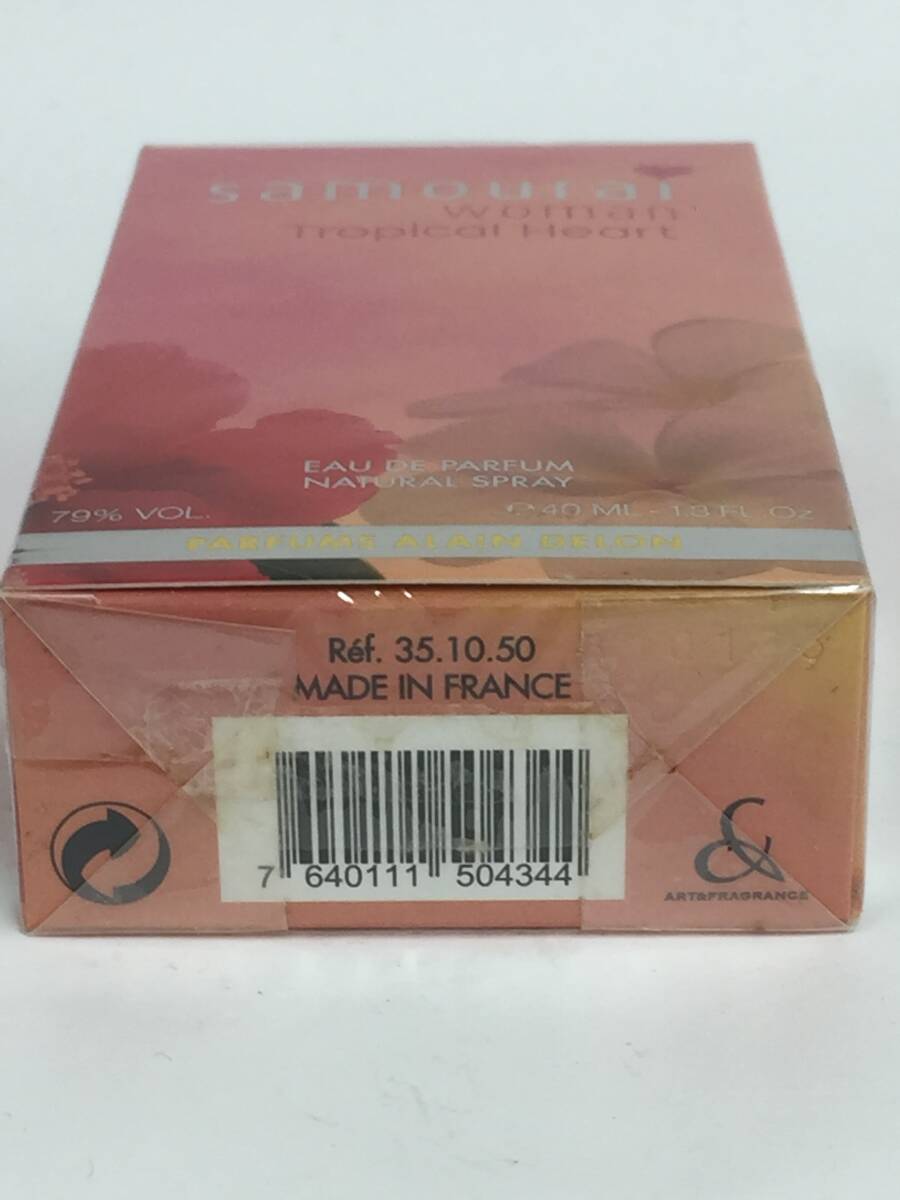 samourai
woman
Tropical Heart
EAU DE PARFUM
NATURAL SPRAY
79% VOL.
℮ 40 ML - 1.3 FL. Oz
PARFUMS ALAIN DELON
Réf. 35.10.50
MADE IN FRANCE
7 640111 504344
&
ART&FRAGRANCE